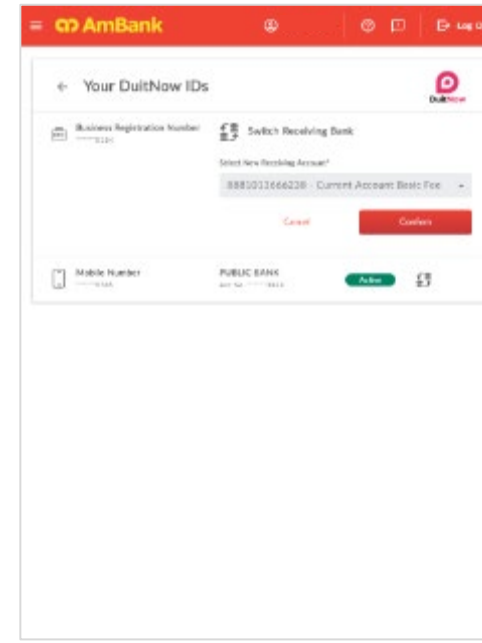 AmBank
Log O
Your DuitNow IDs
DuitNow
Business Registration Number
Switch Receiving Bank
Select New Receiving Account*
- Current Account Basic Fee
Cancel
Confirm
Mobile Number
PUBLIC BANK
Active